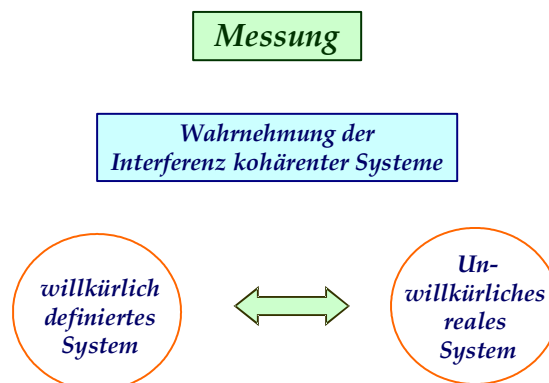 Messung
Wahrnehmung der
Interferenz kohärenter Systeme
willkürlich
definiertes
System
Un-
willkürliches
reales
System